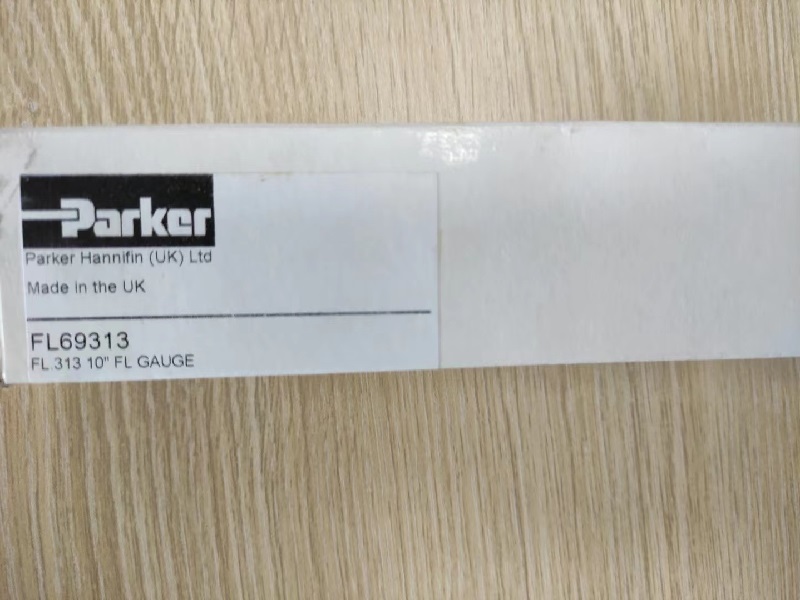 Parker
Parker Hannifin (UK) Ltd
Made in the UK
FL69313
FL.313 10" FL GAUGE